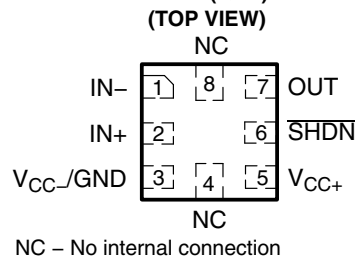 (TOP VIEW)
NC
IN– 1 8 7 OUT
IN+ 2 6 SHDN
VCC–/GND 3 4 5 VCC+
NC
NC – No internal connection